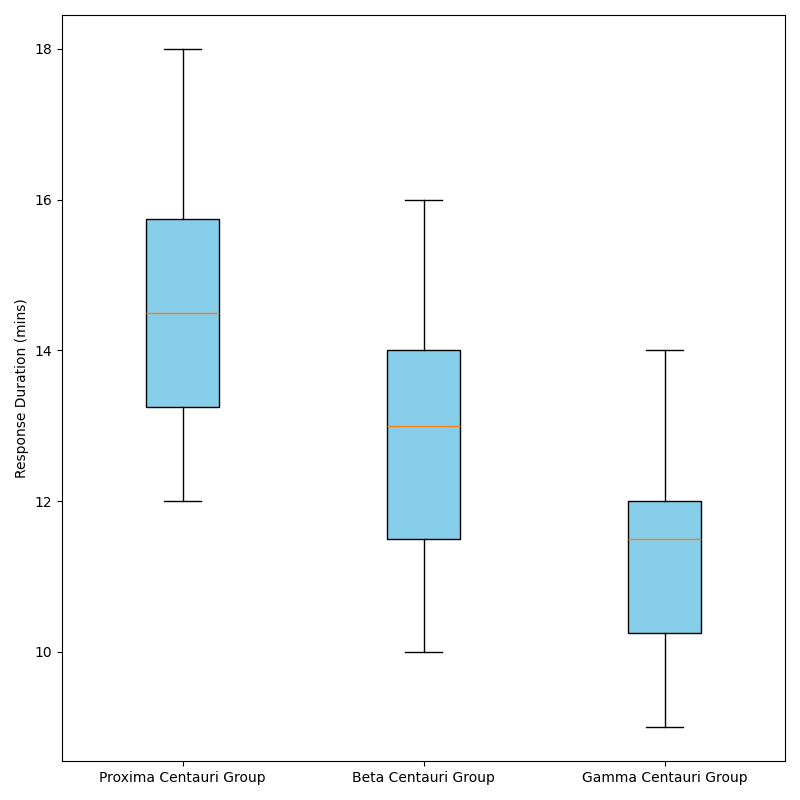 18
16
14
12
10
Response Duration (mins)
Proxima Centauri Group
Beta Centauri Group
Gamma Centauri Group